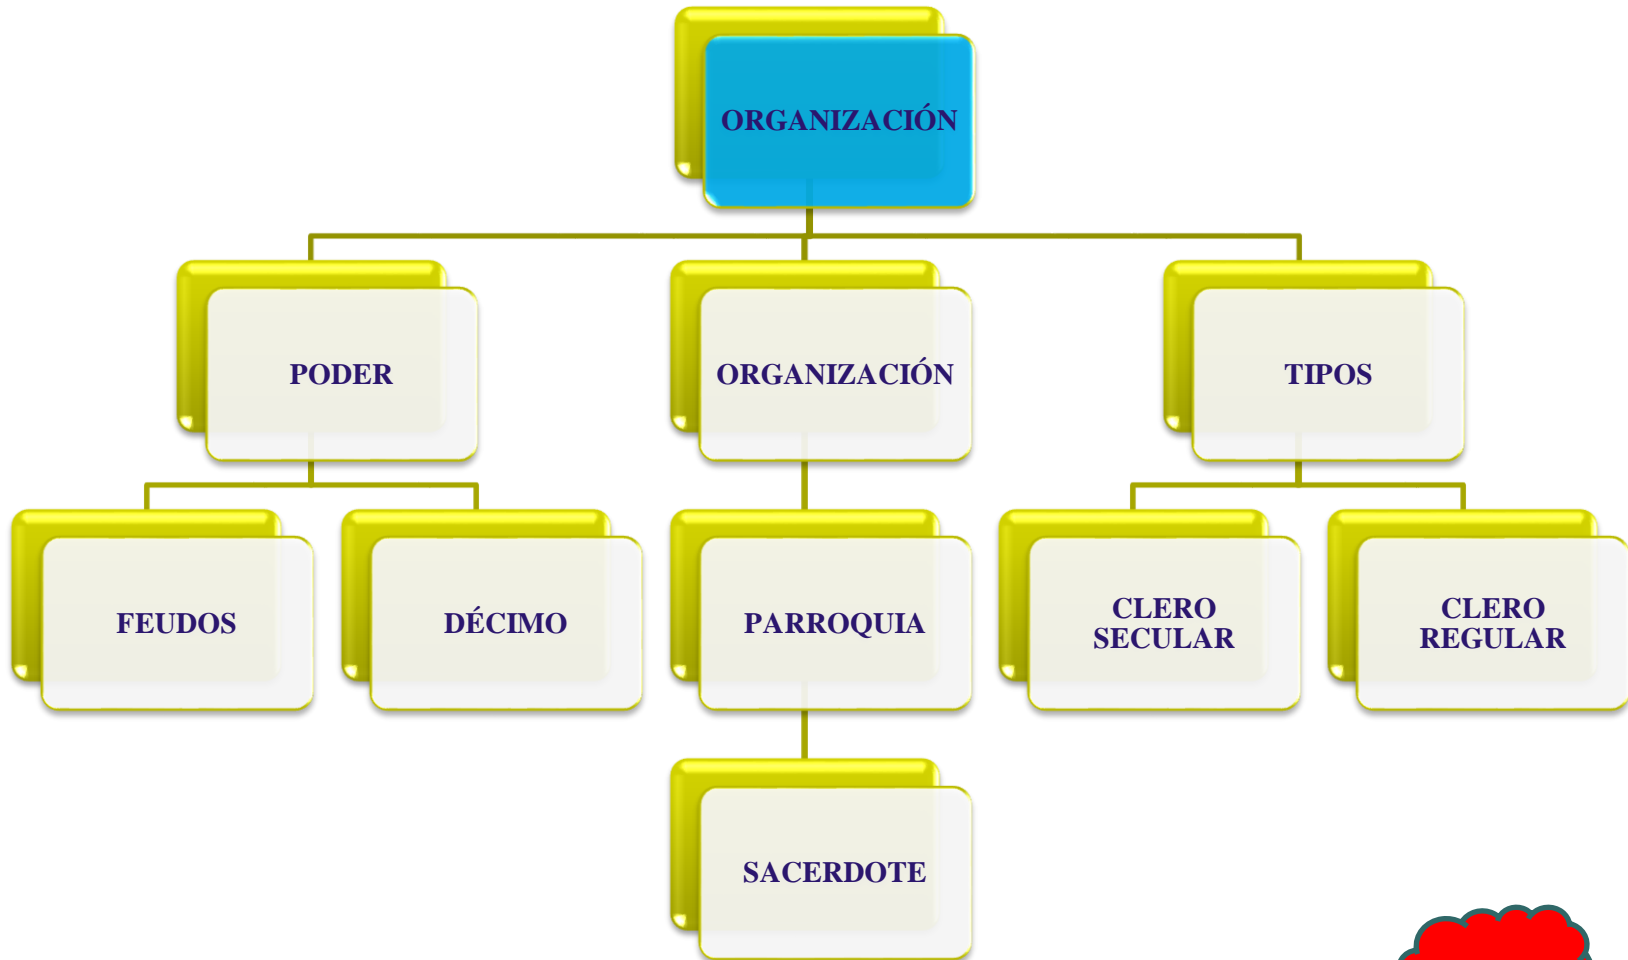 ORGANIZACIÓN
PODER
ORGANIZACIÓN
TIPOS
FEUDOS
DÉCIMO
PARROQUIA
CLERO
SECULAR
CLERO
REGULAR
SACERDOTE